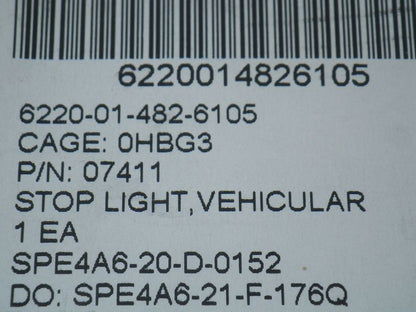 6220014826105
6220-01-482-6105
CAGE: 0HBG3
P/N: 07411
STOP LIGHT,VEHICULAR
1 EA
SPE4A6-20-D-0152
DO: SPE4A6-21-F-176Q